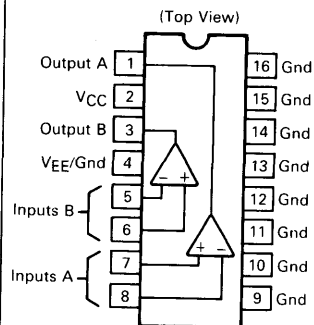 (Top View)
Output A 1 16 Gnd
VCC 2 15 Gnd
Output B 3 14 Gnd
VEE/Gnd 4 13 Gnd
5 12 Gnd
Inputs B
- +
6 11 Gnd
7 10 Gnd
Inputs A
+ -
8 9 Gnd